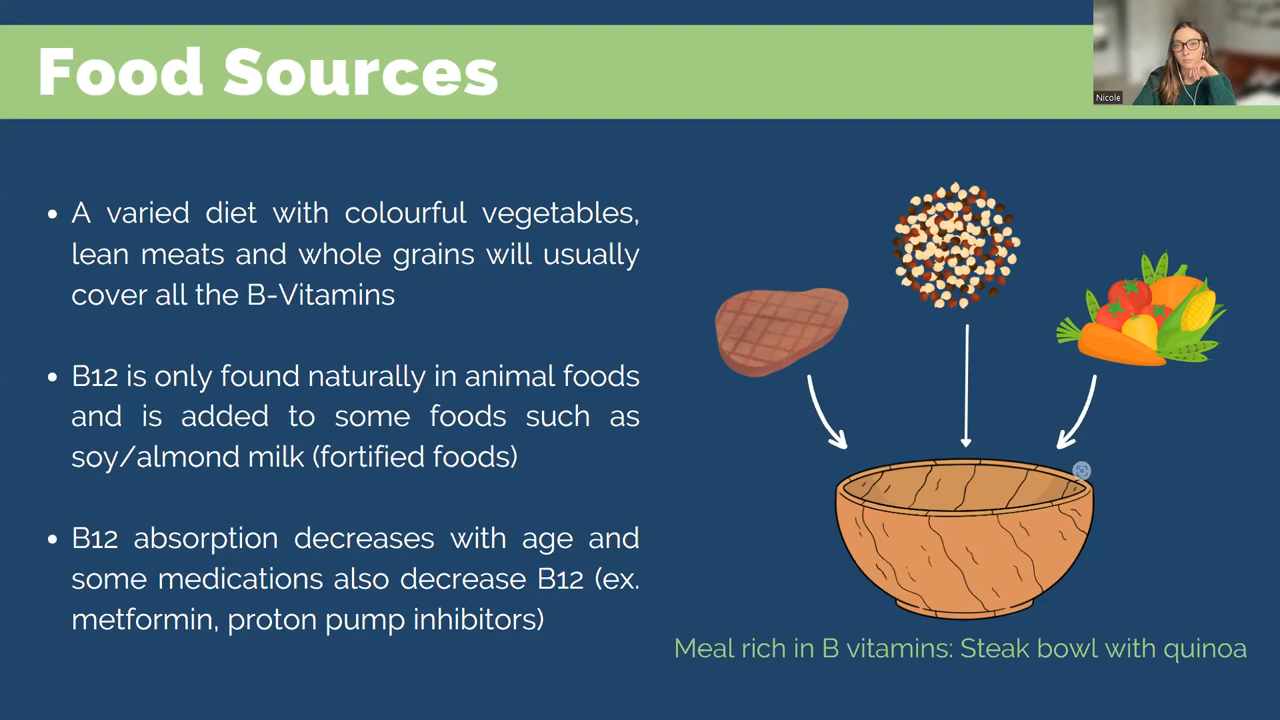 Food Sources
Nicole
A varied diet with colourful vegetables,
lean meats and whole grains will usually
cover all the B-Vitamins
B12 is only found naturally in animal foods
and is added to some foods such as
soy/almond milk (fortified foods)
B12 absorption decreases with age and
some medications also decrease B12 (ex.
metformin, proton pump inhibitors)
Meal rich in B vitamins: Steak bowl with quinoa